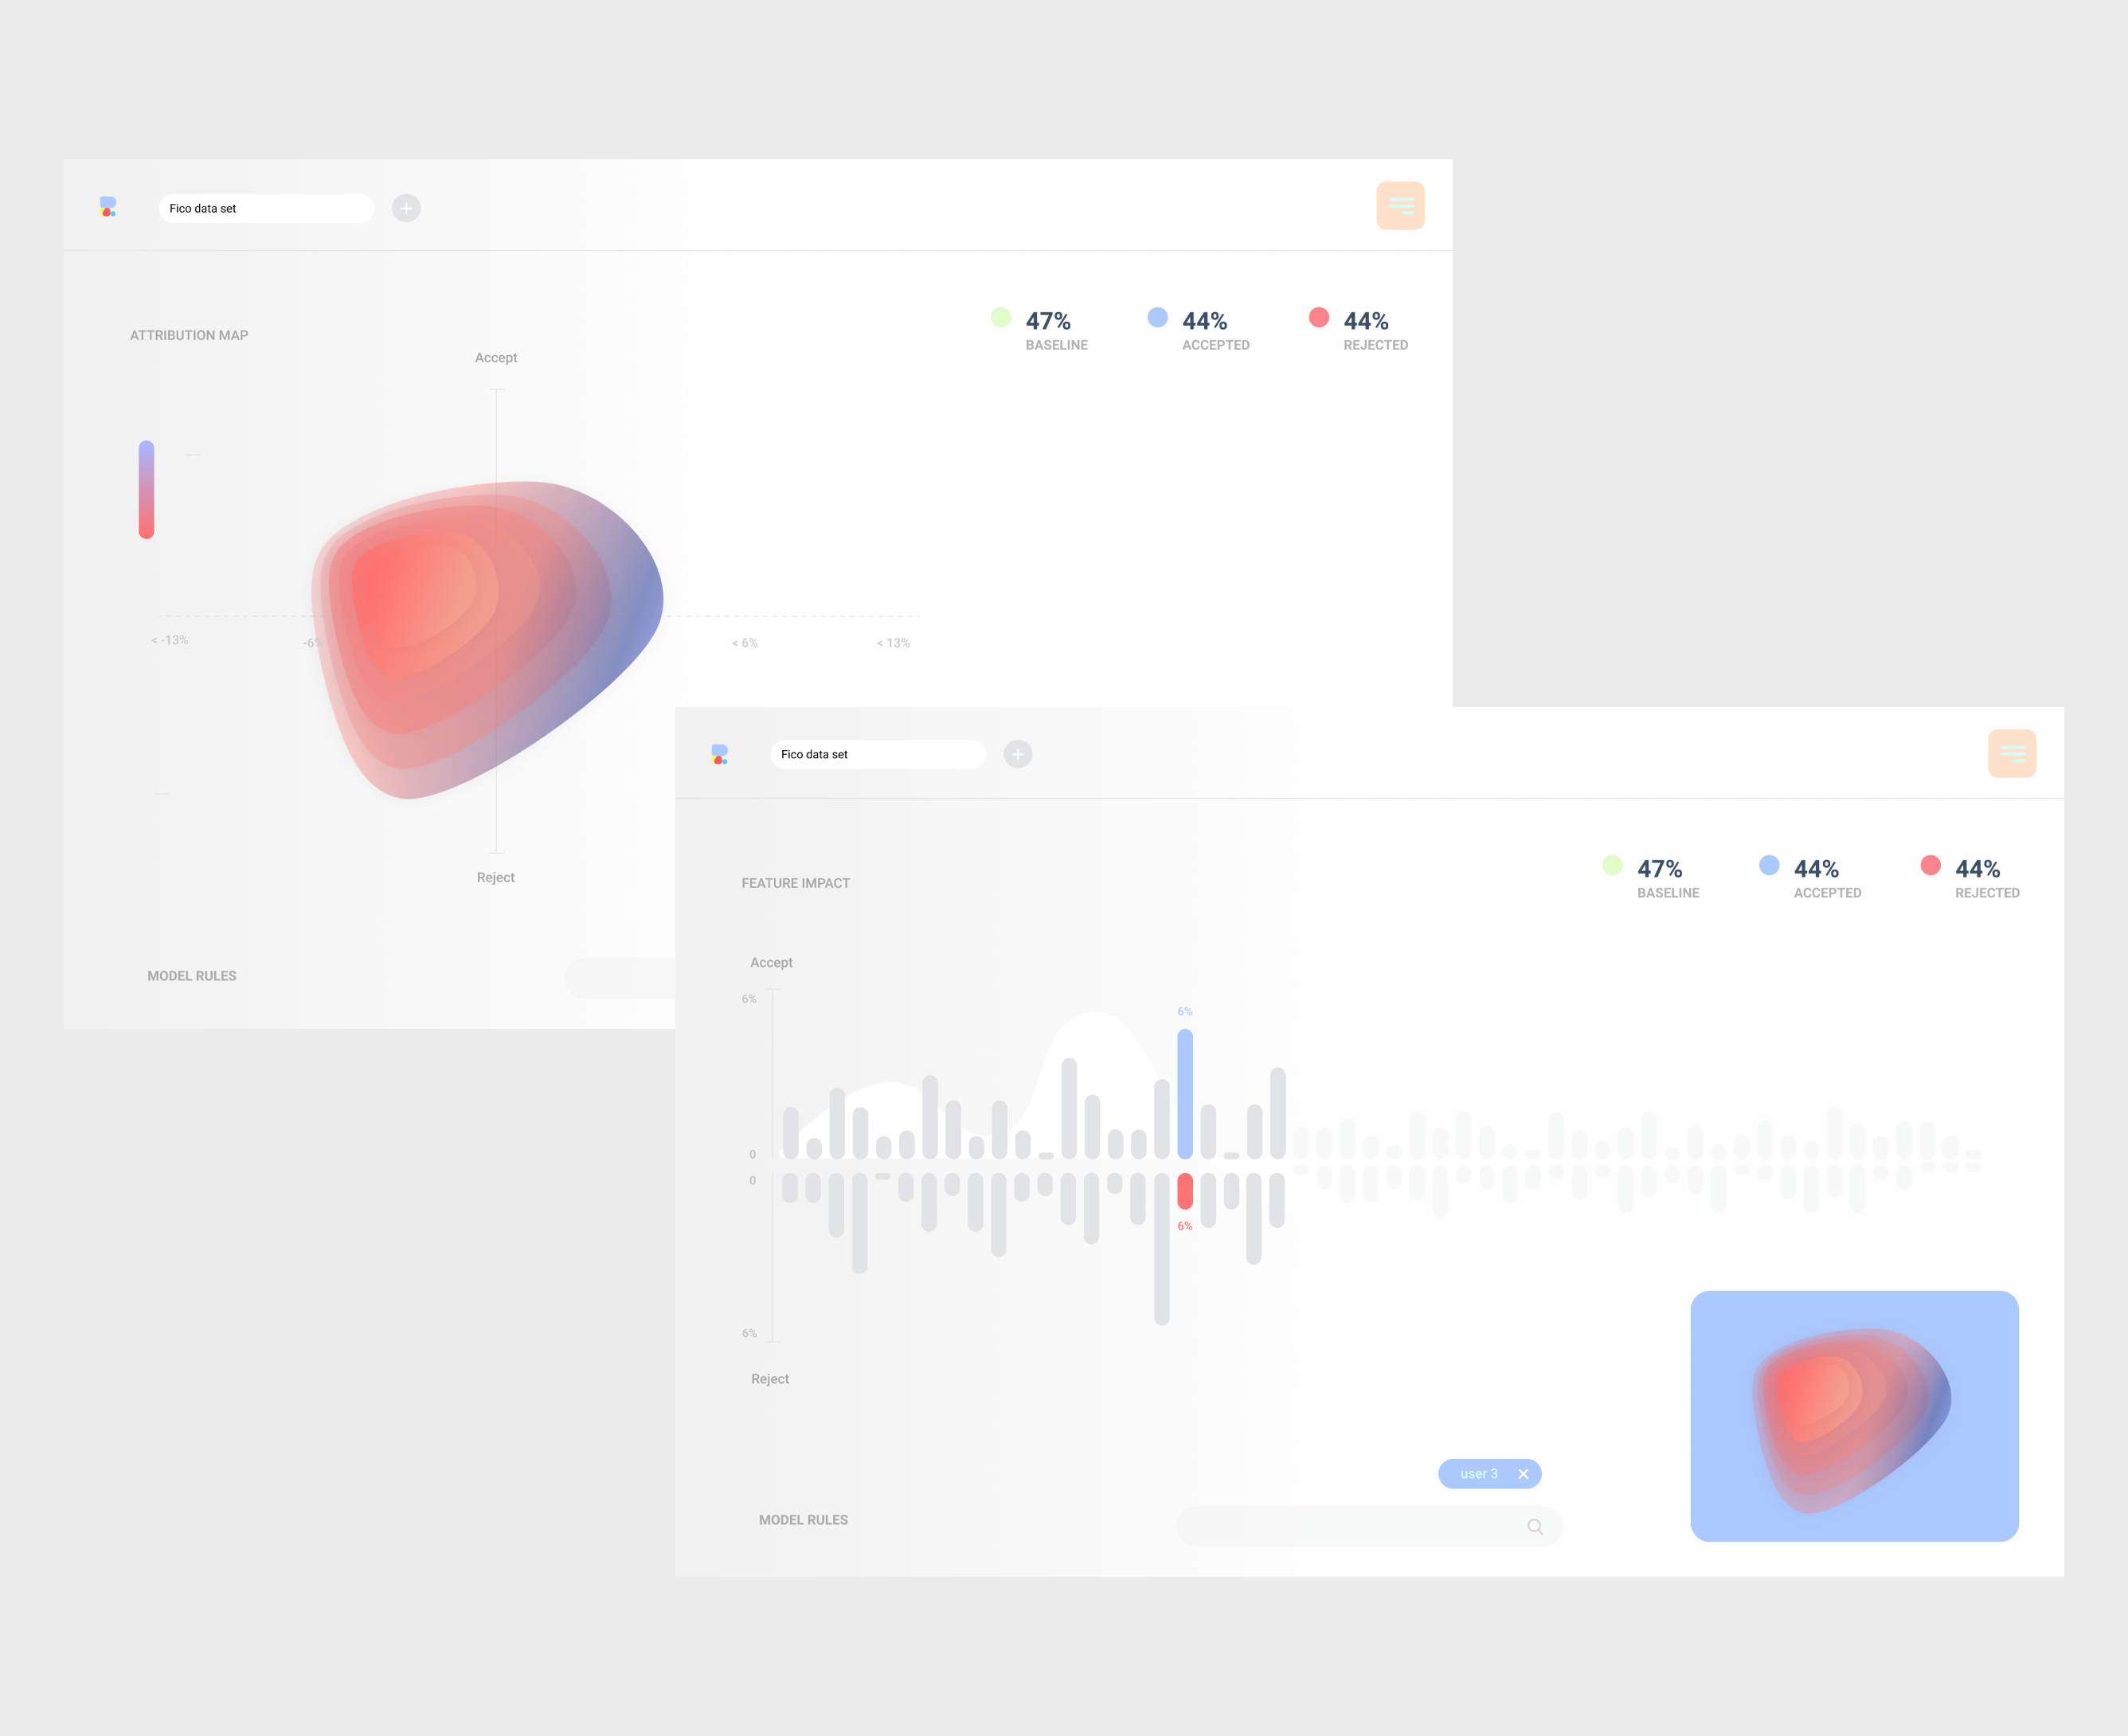 Fico data set
47%
BASELINE
44%
ACCEPTED
44%
REJECTED
ATTRIBUTION MAP
Accept
< -13%
-6%
< 6%
< 13%
Reject
MODEL RULES
Fico data set
47%
BASELINE
44%
ACCEPTED
44%
REJECTED
FEATURE IMPACT
Accept
6%
6%
0
0
6%
6%
Reject
user 3
MODEL RULES